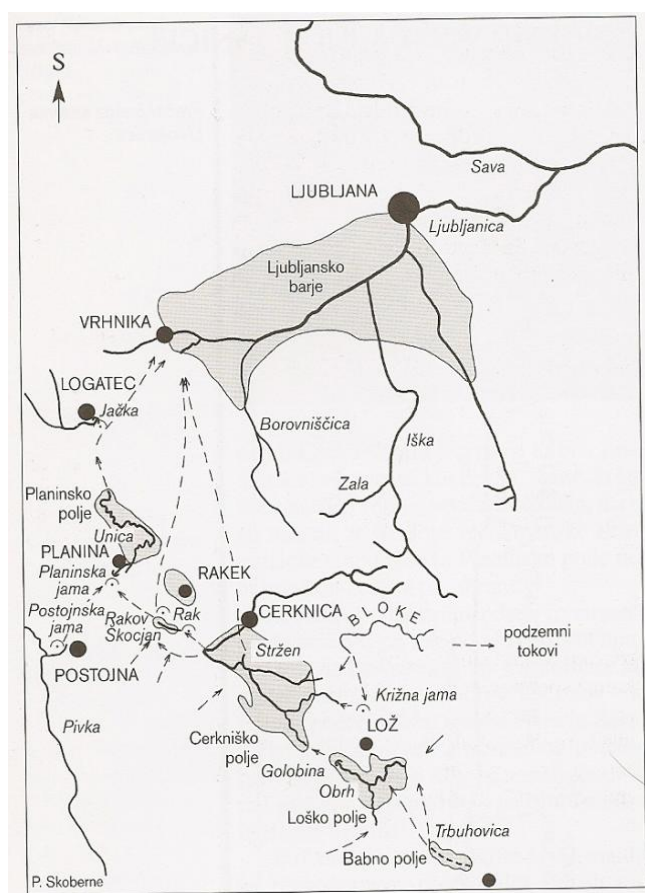 S
Sava
LJUBLJANA
Ljubljanica
Ljubljansko
barje
VRHNIKA
LOGATEC
Jačka
Borovniščica
Iška
Zala
Planinsko
polje
Unica
PLANINA
Planinska
jama
RAKEK
Postojnska
jama
Rakov
Škocjan
Rak
CERKNICA
BLOKE
podzemni
tokovi
Stržen
POSTOJNA
Križna jama
Pivka
LOŽ
Cerkniško
polje
Golobina
Obrh
Loško polje
Trbuhovica
Babno polje
P. Skoberne